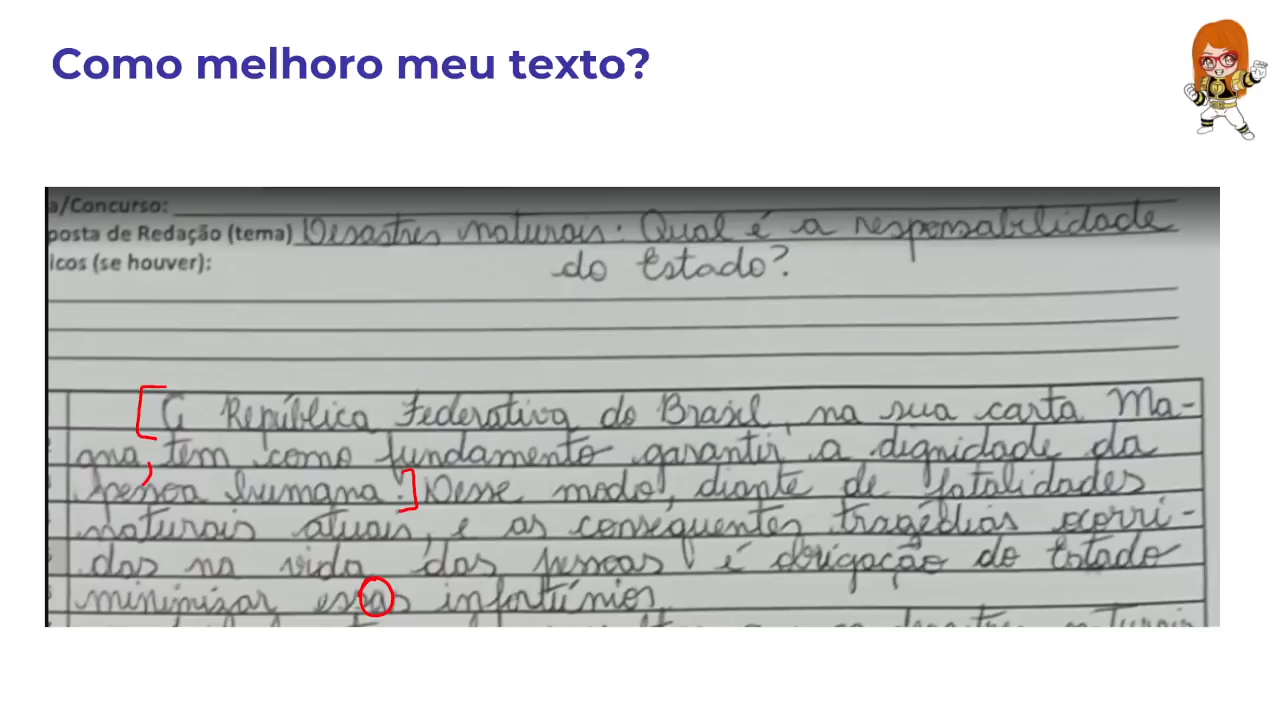 Como melhoro meu texto?
a/Concurso:
posta de Redação (tema) Desastres naturais: Qual é a responsabilidade
icos (se houver): do Estado?
A República Federativa do Brasil, na sua carta Ma-
gna, tem como fundamento garantir a dignidade da
pessoa humana. Desse modo, diante de fatalidades
naturais atuais, e as consequentes tragédias ocorri-
das na vida das pessoas é obrigação do Estado
minimizar essas infortúnios.